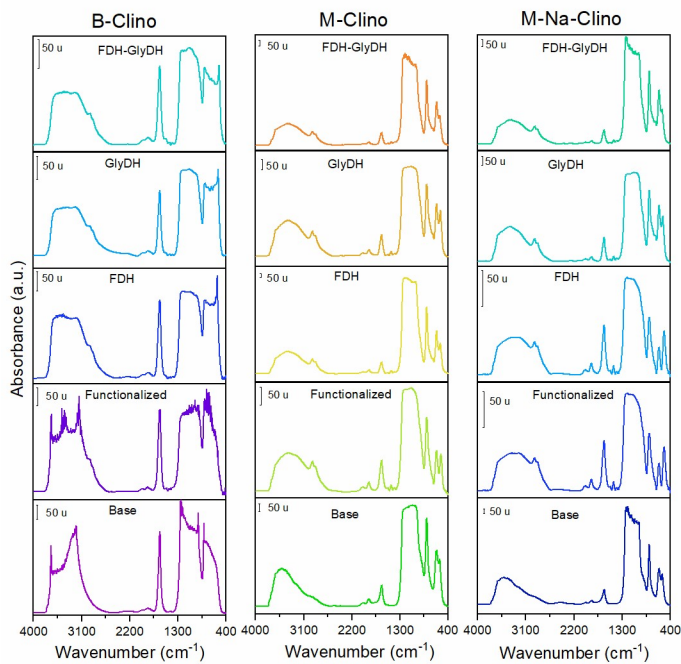 B-Clino
M-Clino
M-Na-Clino
50 u
FDH-GlyDH
50 u
FDH-GlyDH
50 u
FDH-GlyDH
50 u
GlyDH
50 u
GlyDH
50 u
GlyDH
50 u
FDH
50 u
FDH
50 u
FDH
50 u
Functionalized
50 u
Functionalized
50 u
Functionalized
50 u
Base
50 u
Base
50 u
Base
Absorbance (a.u.)
4000 3100 2200 1300 400
4000 3100 2200 1300 400
4000 3100 2200 1300 400
Wavenumber (cm⁻¹)
Wavenumber (cm⁻¹)
Wavenumber (cm⁻¹)